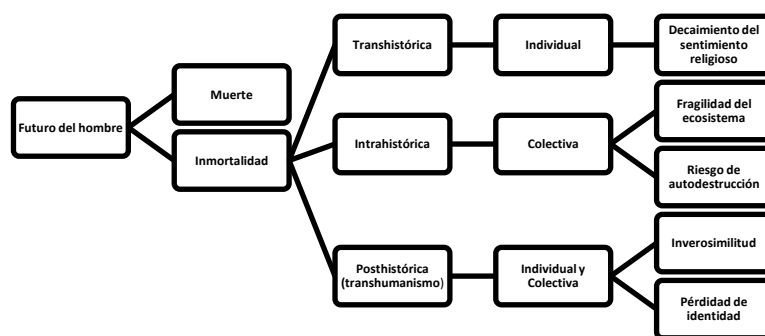 Futuro del hombre
Muerte
Inmortalidad
Transhistórica
Individual
Decaimiento del
sentimiento
religioso
Intrahistórica
Colectiva
Fragilidad del
ecosistema
Riesgo de
autodestrucción
Posthistórica
(transhumanismo)
Individual y
Colectiva
Inverosimilitud
Pérdidad de
identidad